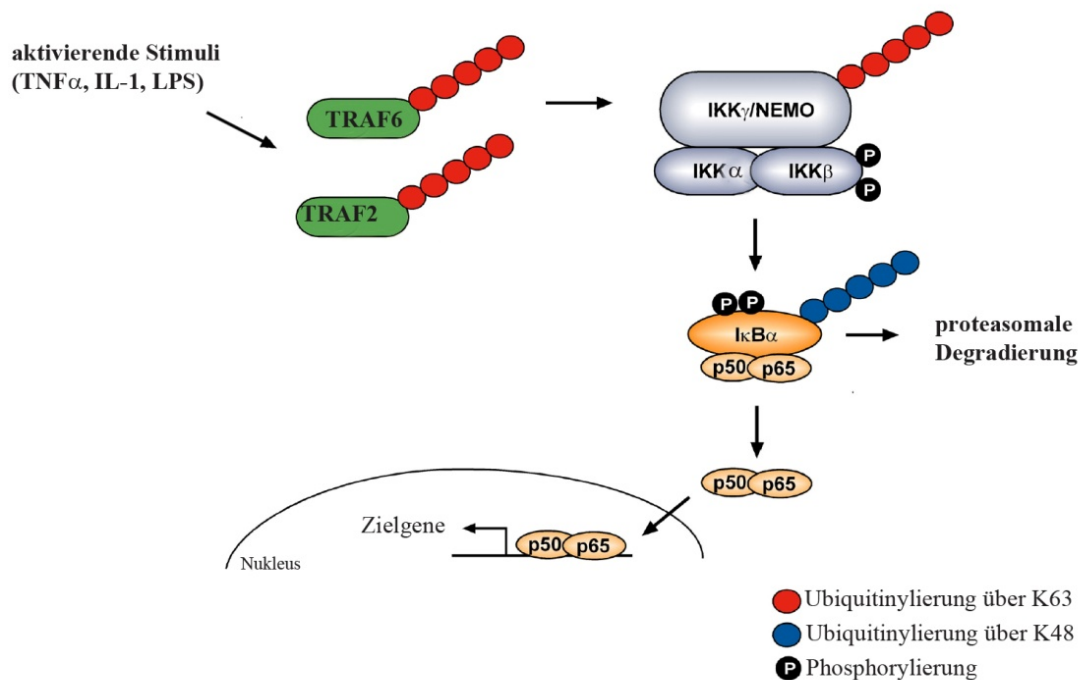 aktivierende Stimuli
(TNFα, IL-1, LPS)
TRAF6
TRAF2
IKKγ/NEMO
IKK α
IKKβ
P
P
P P
IκBα
p50 p65
proteasomale
Degradierung
p50 p65
Zielgene
p50 p65
Nukleus
Ubiquitinylierung über K63
Ubiquitinylierung über K48
P Phosphorylierung